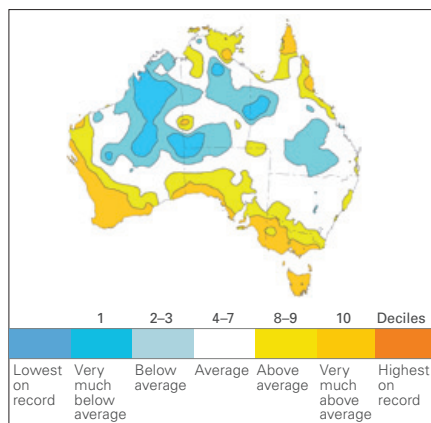 1 2–3 4–7 8–9 10 Deciles
Lowest on record
Very much below average
Below average
Average
Above average
Very much above average
Highest on record